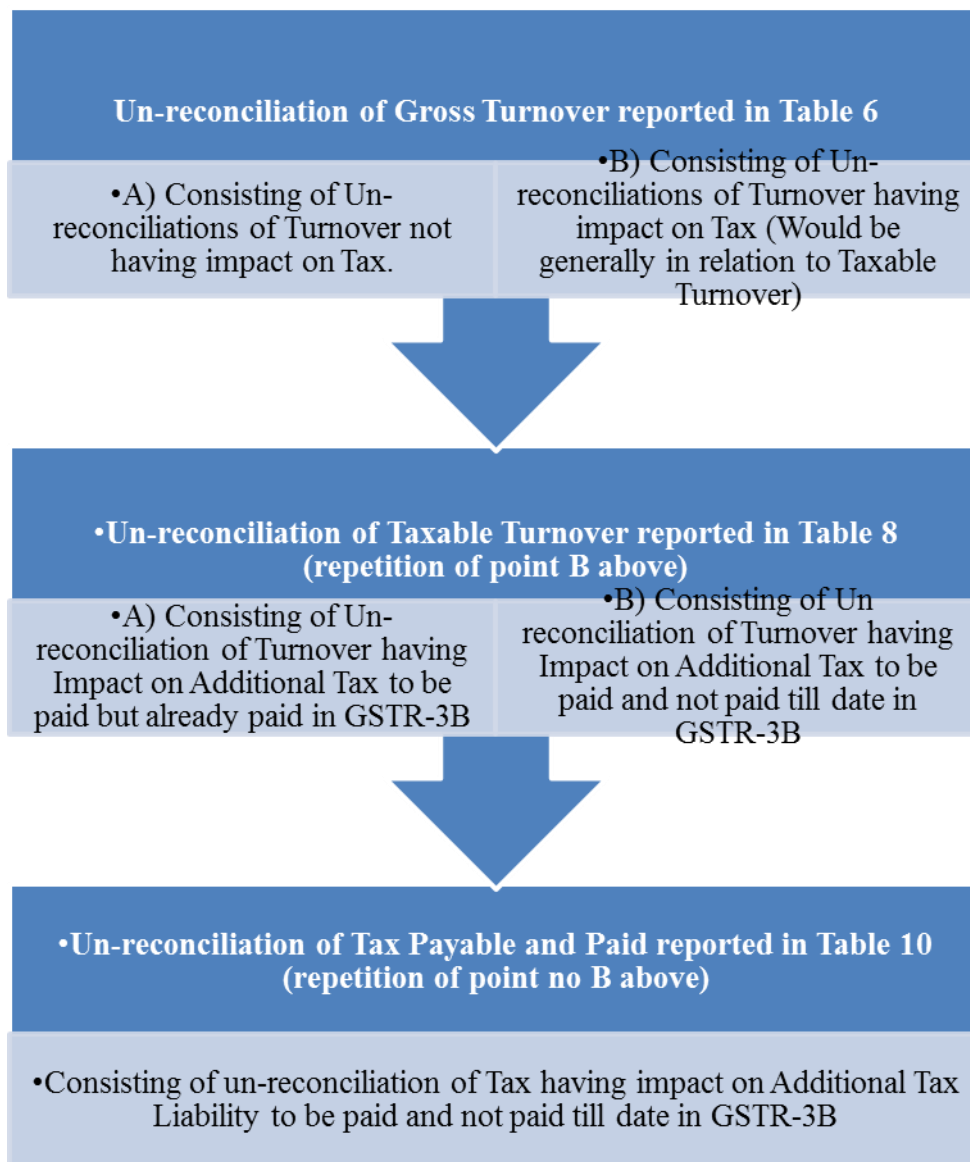 Un-reconciliation of Gross Turnover reported in Table 6
•A) Consisting of Un-
reconciliations of Turnover not
having impact on Tax.
•B) Consisting of Un-
reconciliations of Turnover having
impact on Tax (Would be
generally in relation to Taxable
Turnover)
•Un-reconciliation of Taxable Turnover reported in Table 8
(repetition of point B above)
•A) Consisting of Un-
reconciliation of Turnover having
Impact on Additional Tax to be
paid but already paid in GSTR-3B
•B) Consisting of Un
reconciliation of Turnover having
Impact on Additional Tax to be
paid and not paid till date in
GSTR-3B
•Un-reconciliation of Tax Payable and Paid reported in Table 10
(repetition of point no B above)
•Consisting of un-reconciliation of Tax having impact on Additional Tax
Liability to be paid and not paid till date in GSTR-3B